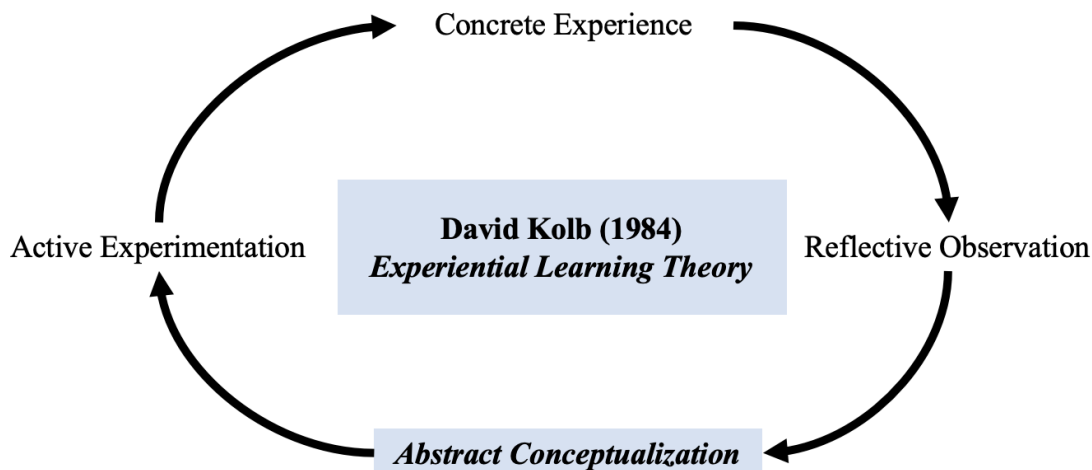 Concrete Experience
David Kolb (1984)
Experiential Learning Theory
Active Experimentation
Reflective Observation
Abstract Conceptualization